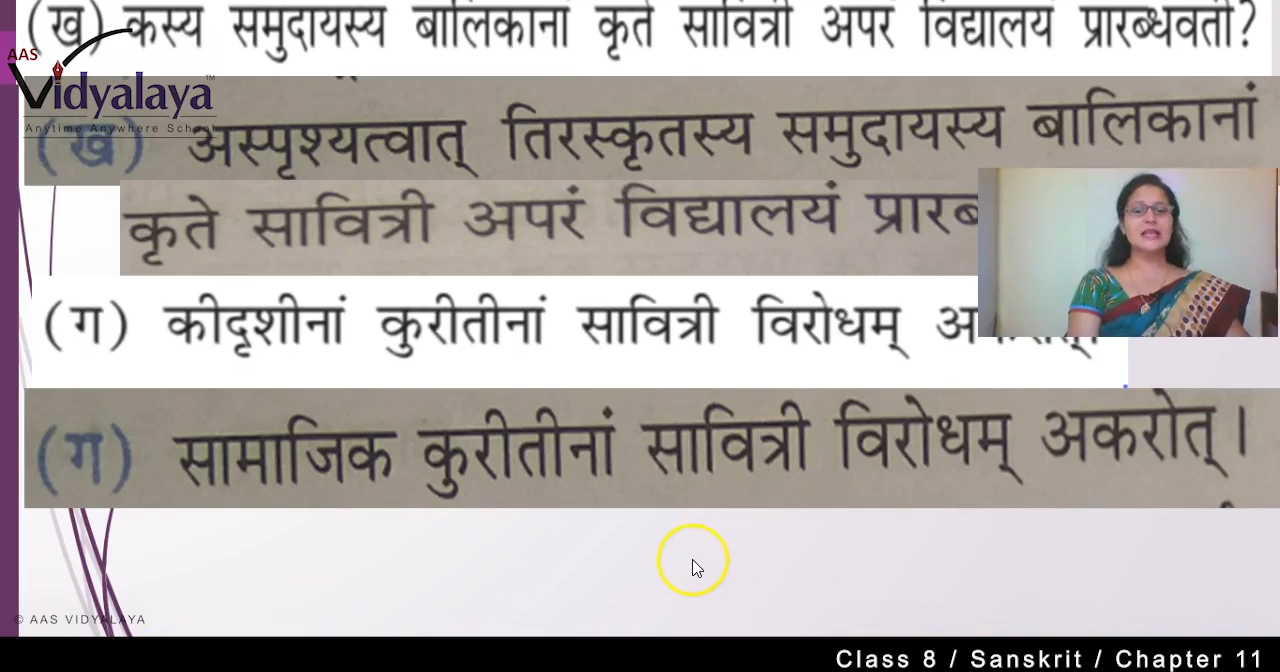 (ख) कस्य समुदायस्य बालिकानां कृते सावित्री अपरं विद्यालयं प्रारब्धवती?
AAS
Vidyalaya™
Anytime Anywhere School
(ख) अस्पृश्यत्वात् तिरस्कृतस्य समुदायस्य बालिकानां
कृते सावित्री अपरं विद्यालयं
(ग) कीदृशीनां कुरीतीनां सावित्री विरोधम्
(ग) सामाजिक कुरीतीनां सावित्री विरोधम् अकरोत्।
© AAS VIDYALAYA
Class 8 / Sanskrit / Chapter 11